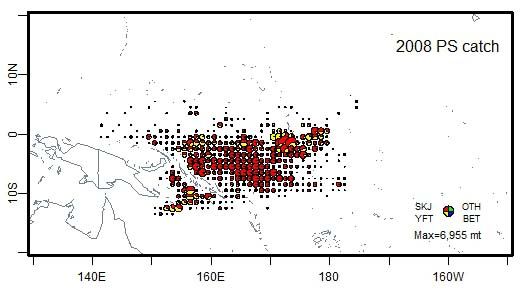 2008 PS catch
10N
0
10S
SKJ OTH
YFT BET
Max=6,955 mt
140E 160E 180 160W